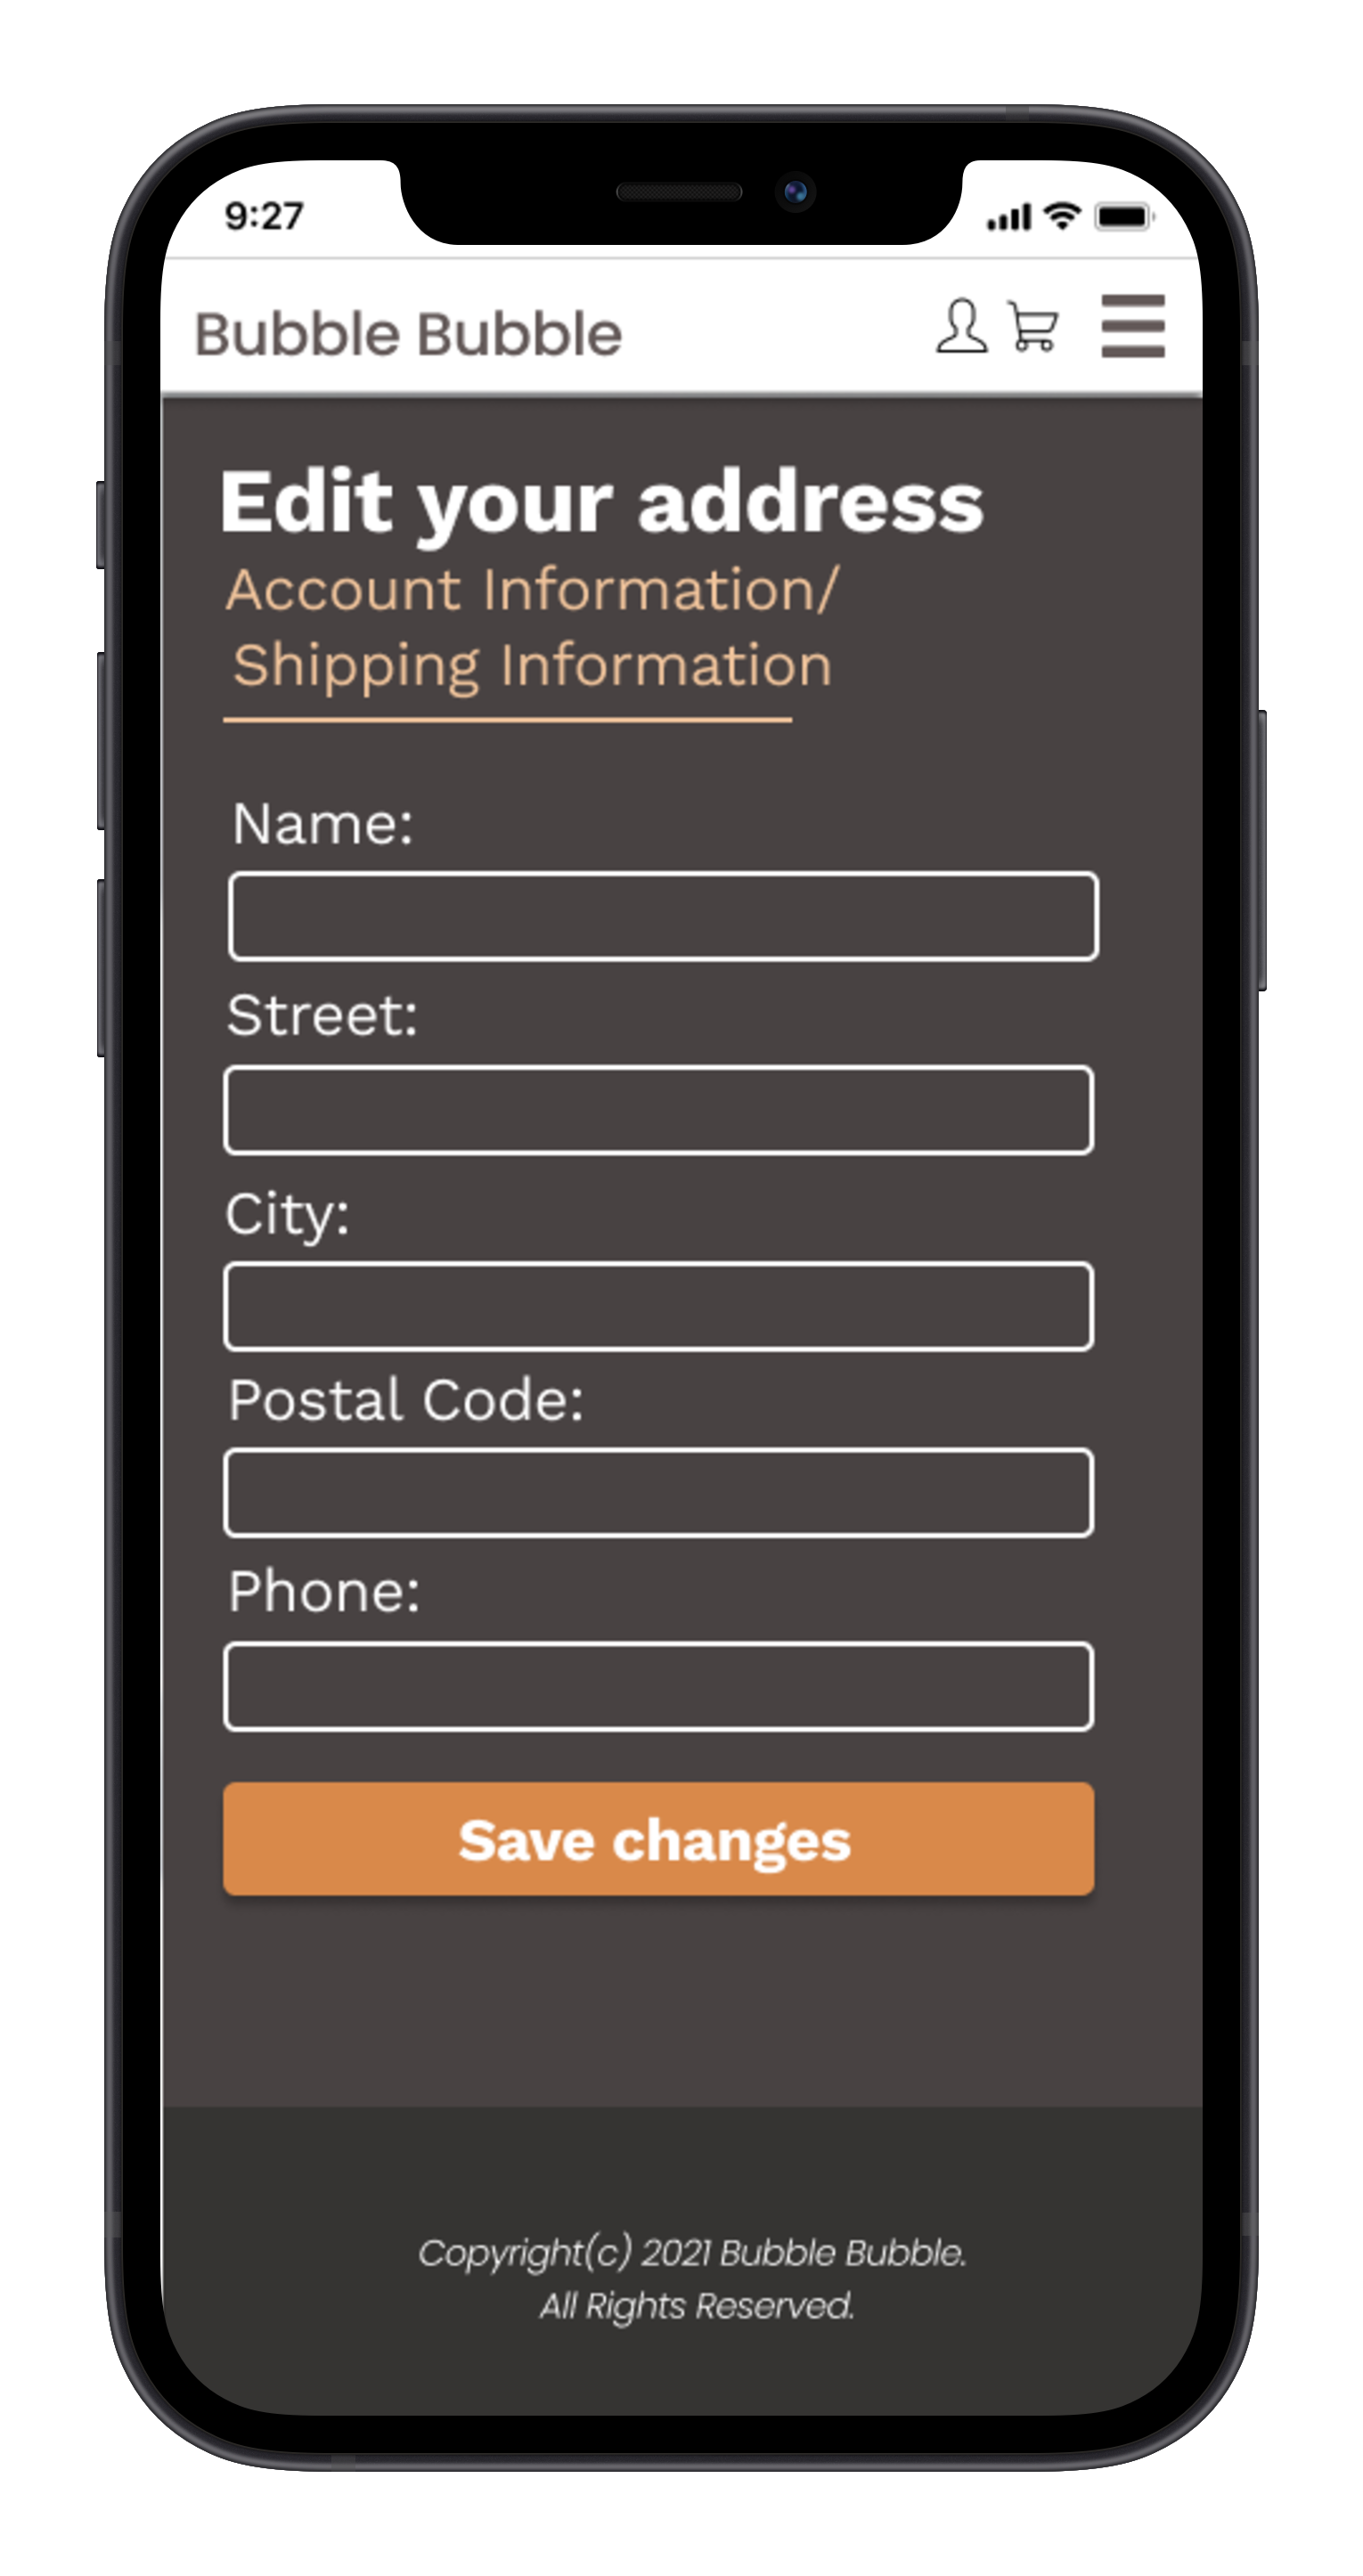 9:27
Bubble Bubble
Edit your address
Account Information/
Shipping Information
Name:
Street:
City:
Postal Code:
Phone:
Save changes
Copyright(c) 2021 Bubble Bubble.
All Rights Reserved.